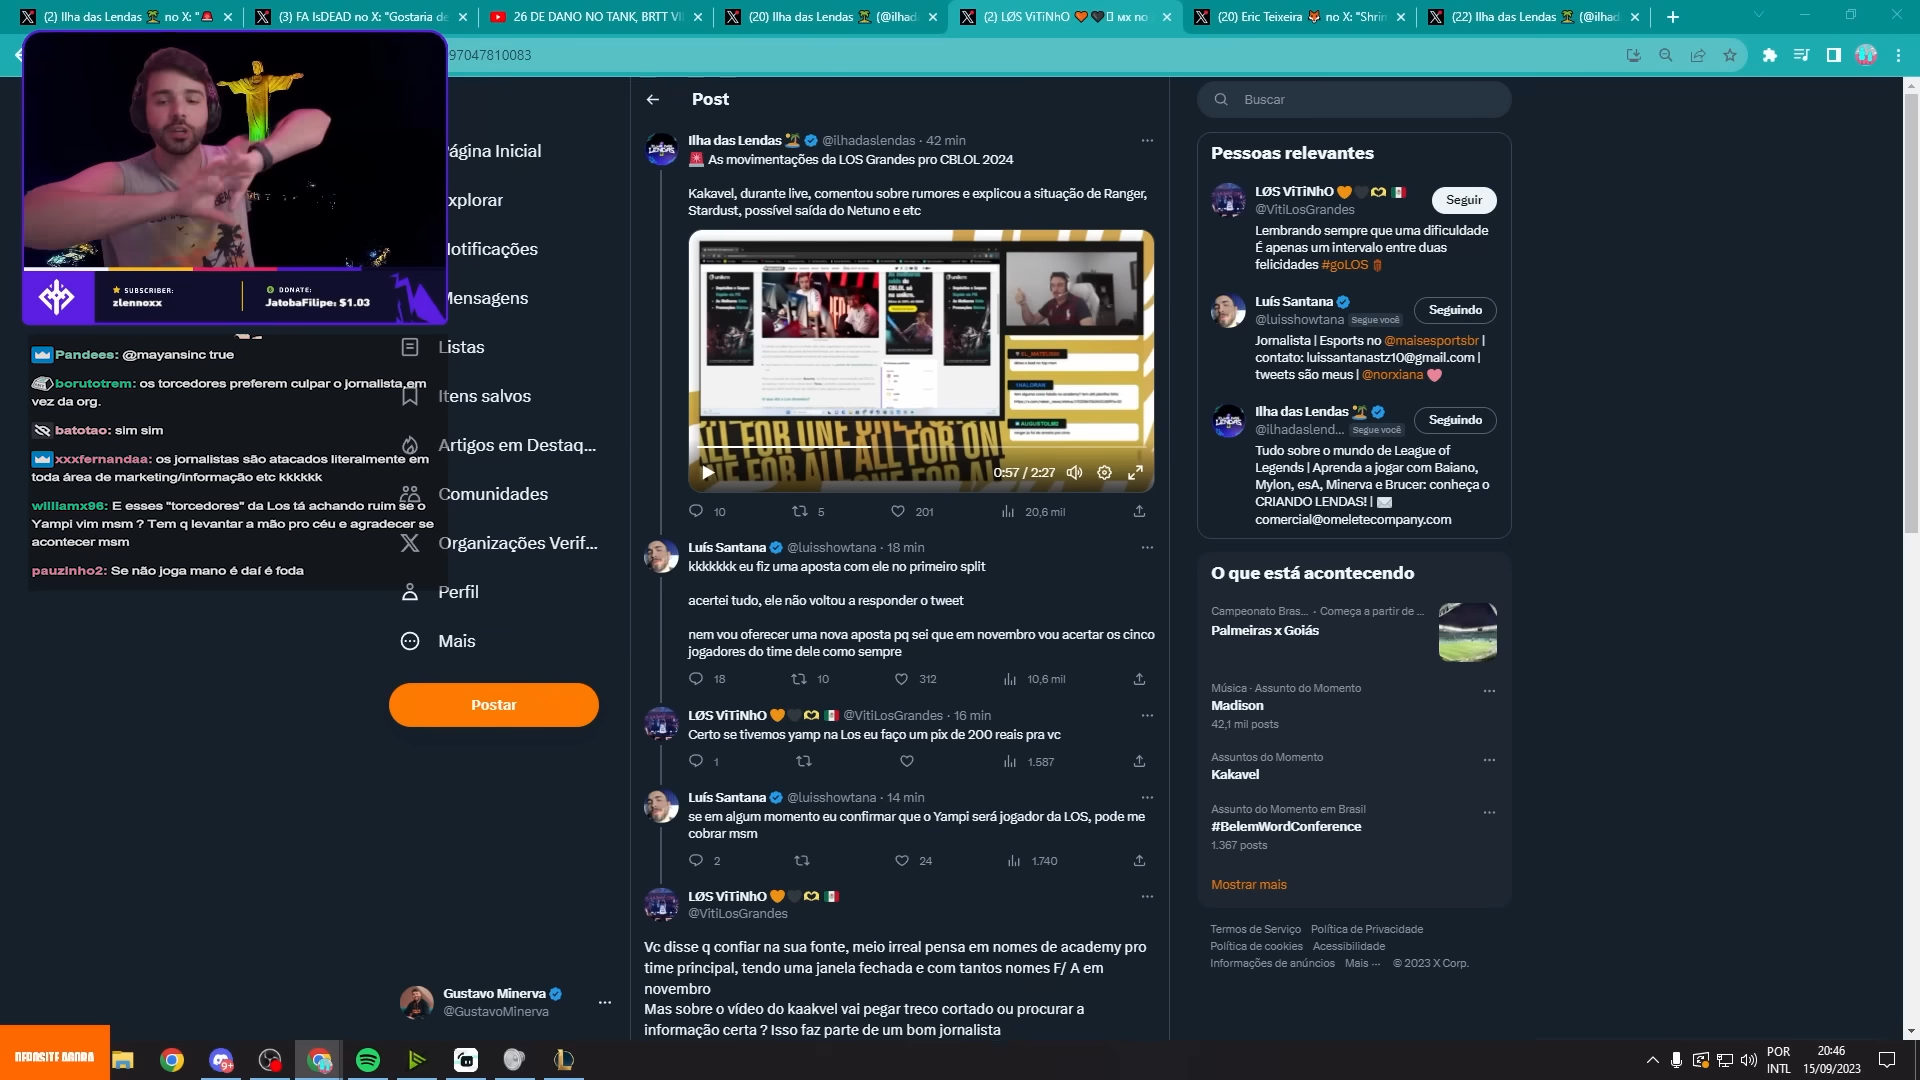 (2) Ilha das Lendas 🏝️ no X: "🚨
(3) FA IsDEAD no X: "Gostaria de
26 DE DANO NO TANK, BRTT VI
(20) Ilha das Lendas 🏝️ (@ilhad
(2) LØS ViTiNhO 🧡🖤
(20) Eric Teixeira 🦊 no X: "Shri
(22) Ilha das Lendas 🏝️ (@ilhad
97047810083
SUBSCRIBER:
zlennoxx
DONATE:
JatobaFilipe: $1.03
Pandees: @mayansinc true
borutotrem: os torcedores preferem culpar o jornalista em
vez da org.
batotao: sim sim
xxxfernandaa: os jornalistas são atacados literalmente em
toda área de marketing/informação etc kkkkkk
williamx96: E esses "torcedores" da Los tá achando ruim se o
Yampi vim msm ? Tem q levantar a mão pro céu e agradecer se
acontecer msm
pauzinho2: Se não joga mano é daí é foda
ágina Inicial
xplorar
otificações
Mensagens
Listas
Itens salvos
Artigos em Destaq...
Comunidades
Organizações Verif...
Perfil
Mais
Postar
Gustavo Minerva
@GustavoMinerva
Post
Ilha das Lendas 🏝️ @ilhadaslendas · 42 min
🚨 As movimentações da LOS Grandes pro CBLOL 2024
Kakavel, durante live, comentou sobre rumores e explicou a situação de Ranger,
Stardust, possível saída do Netuno e etc
EL_MATEUSIN
THALORAN
AUGUSTOLM2
ALL FOR ONE
0:57 / 2:27
10 5 201 20,6 mil
Luís Santana @luisshowtana · 18 min
kkkkkkk eu fiz uma aposta com ele no primeiro split
acertei tudo, ele não voltou a responder o tweet
nem vou oferecer uma nova aposta pq sei que em novembro vou acertar os cinco
jogadores do time dele como sempre
18 10 312 10,6 mil
LØS ViTiNhO 🧡🖤🫶🇲🇽 @VitiLosGrandes · 16 min
Certo se tivemos yamp na Los eu faço um pix de 200 reais pra vc
1 1.587
Luís Santana @luisshowtana · 14 min
se em algum momento eu confirmar que o Yampi será jogador da LOS, pode me
cobrar msm
2 24 1.740
LØS ViTiNhO 🧡🖤🫶🇲🇽
@VitiLosGrandes
Vc disse q confiar na sua fonte, meio irreal pensa em nomes de academy pro
time principal, tendo uma janela fechada e com tantos nomes F/ A em
novembro
Mas sobre o vídeo do kaakvel vai pegar treco cortado ou procurar a
informação certa ? Isso faz parte de um bom jornalista
Buscar
Pessoas relevantes
LØS ViTiNhO 🧡🖤🫶🇲🇽
@VitiLosGrandes
Seguir
Lembrando sempre que uma dificuldade
É apenas um intervalo entre duas
felicidades #goLOS
Luís Santana
@luisshowtana Segue você
Seguindo
Jornalista | Esports no @maisesportsbr |
contato: luissantanastz10@gmail.com |
tweets são meus | @norxiana
Ilha das Lendas 🏝️
@ilhadaslend... Segue você
Seguindo
Tudo sobre o mundo de League of
Legends | Aprenda a jogar com Baiano,
Mylon, esA, Minerva e Brucer: conheça o
CRIANDO LENDAS! | ✉️
comercial@omeletecompany.com
O que está acontecendo
Campeonato Bras... · Começa a partir de ...
Palmeiras x Goiás
Música · Assunto do Momento
Madison
42,1 mil posts
Assuntos do Momento
Kakavel
Assunto do Momento em Brasil
#BelemWordConference
1.367 posts
Mostrar mais
Termos de Serviço Política de Privacidade
Política de cookies Acessibilidade
Informações de anúncios Mais ··· © 2023 X Corp.
DEPOSITE AGORA
9+
POR
INTL
20:46
15/09/2023